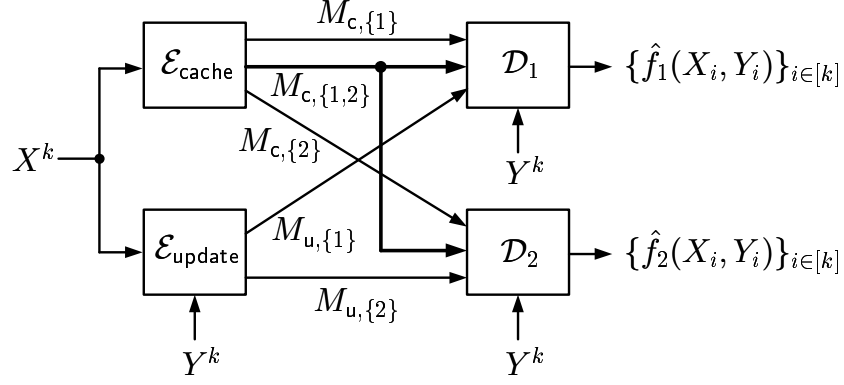 M_{c,{1}}
ℰ_cache
𝒟_1
{f̂_1(X_i, Y_i)}_{i∈[k]}
M_{c,{1,2}}
M_{c,{2}}
X^k
Y^k
ℰ_update
M_{u,{1}}
𝒟_2
{f̂_2(X_i, Y_i)}_{i∈[k]}
M_{u,{2}}
Y^k
Y^k